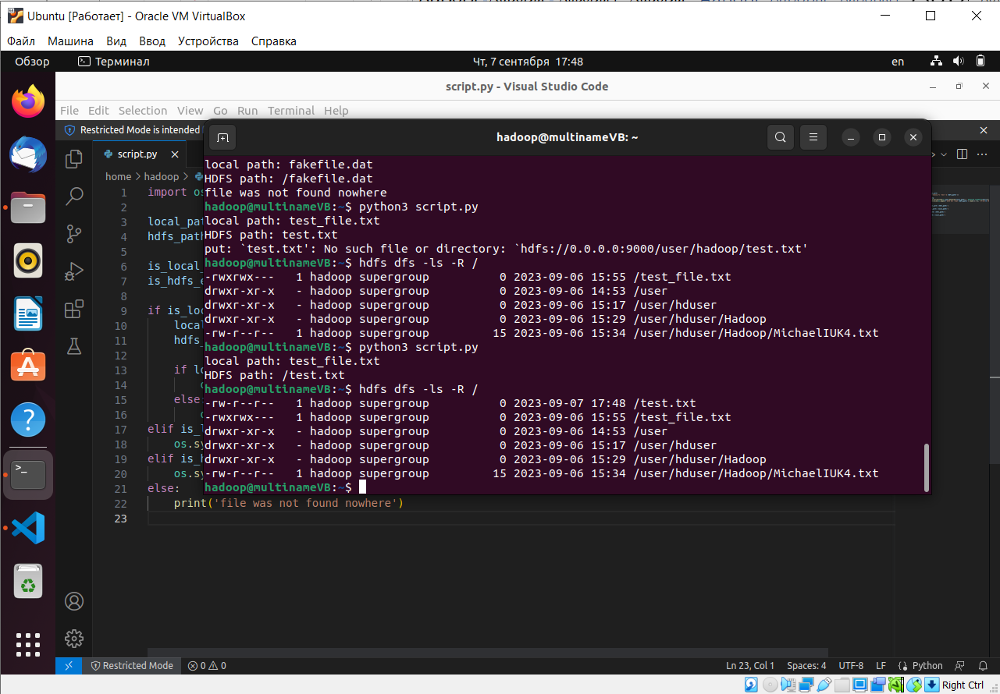 Ubuntu [Работает] - Oracle VM VirtualBox
Файл Машина Вид Ввод Устройства Справка
Обзор Терминал Чт, 7 сентября 17:48 en
script.py - Visual Studio Code
File Edit Selection View Go Run Terminal Help
Restricted Mode is intended
hadoop@multinameVB: ~
script.py
home > hadoop >
local path: fakefile.dat
HDFS path: /fakefile.dat
file was not found nowhere
hadoop@multinameVB:~$ python3 script.py
local path: test_file.txt
HDFS path: test.txt
put: `test.txt': No such file or directory: `hdfs://0.0.0.0:9000/user/hadoop/test.txt'
hadoop@multinameVB:~$ hdfs dfs -ls -R /
-rwxrwx--- 1 hadoop supergroup 0 2023-09-06 15:55 /test_file.txt
drwxr-xr-x - hadoop supergroup 0 2023-09-06 14:53 /user
drwxr-xr-x - hadoop supergroup 0 2023-09-06 15:17 /user/hduser
drwxr-xr-x - hadoop supergroup 0 2023-09-06 15:29 /user/hduser/Hadoop
-rw-r--r-- 1 hadoop supergroup 15 2023-09-06 15:34 /user/hduser/Hadoop/MichaelIUK4.txt
hadoop@multinameVB:~$ python3 script.py
local path: test_file.txt
HDFS path: /test.txt
hadoop@multinameVB:~$ hdfs dfs -ls -R /
-rw-r--r-- 1 hadoop supergroup 0 2023-09-07 17:48 /test.txt
-rwxrwx--- 1 hadoop supergroup 0 2023-09-06 15:55 /test_file.txt
drwxr-xr-x - hadoop supergroup 0 2023-09-06 14:53 /user
drwxr-xr-x - hadoop supergroup 0 2023-09-06 15:17 /user/hduser
drwxr-xr-x - hadoop supergroup 0 2023-09-06 15:29 /user/hduser/Hadoop
-rw-r--r-- 1 hadoop supergroup 15 2023-09-06 15:34 /user/hduser/Hadoop/MichaelIUK4.txt
hadoop@multinameVB:~$
1 import os
2
3 local_pat
4 hdfs_path
5
6 is_local_
7 is_hdfs_e
8
9 if is_loc
10 local
11 hdfs_
12
13 if lo
14
15 else:
16
17 elif is_l
18 os.sy
19 elif is_h
20 os.sy
21 else:
22 print('file was not found nowhere')
23
Restricted Mode 0 0 Ln 23, Col 1 Spaces: 4 UTF-8 LF Python
Right Ctrl